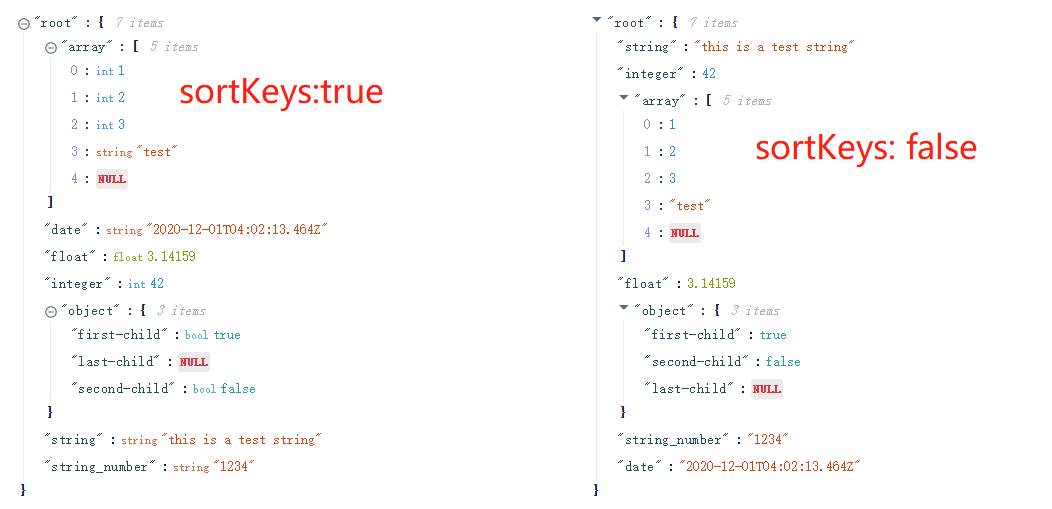 "root" : { 7 items
"array" : [ 5 items
0 : int 1
1 : int 2
2 : int 3
3 : string "test"
4 : NULL
]
"date" : string "2020-12-01T04:02:13.464Z"
"float" : float 3.14159
"integer" : int 42
"object" : { 3 items
"first-child" : bool true
"last-child" : NULL
"second-child" : bool false
}
"string" : string "this is a test string"
"string_number" : string "1234"
}
sortKeys:true
"root" : { 7 items
"string" : "this is a test string"
"integer" : 42
"array" : [ 5 items
0 : 1
1 : 2
2 : 3
3 : "test"
4 : NULL
]
"float" : 3.14159
"object" : { 3 items
"first-child" : true
"second-child" : false
"last-child" : NULL
}
"string_number" : "1234"
"date" : "2020-12-01T04:02:13.464Z"
}
sortKeys: false